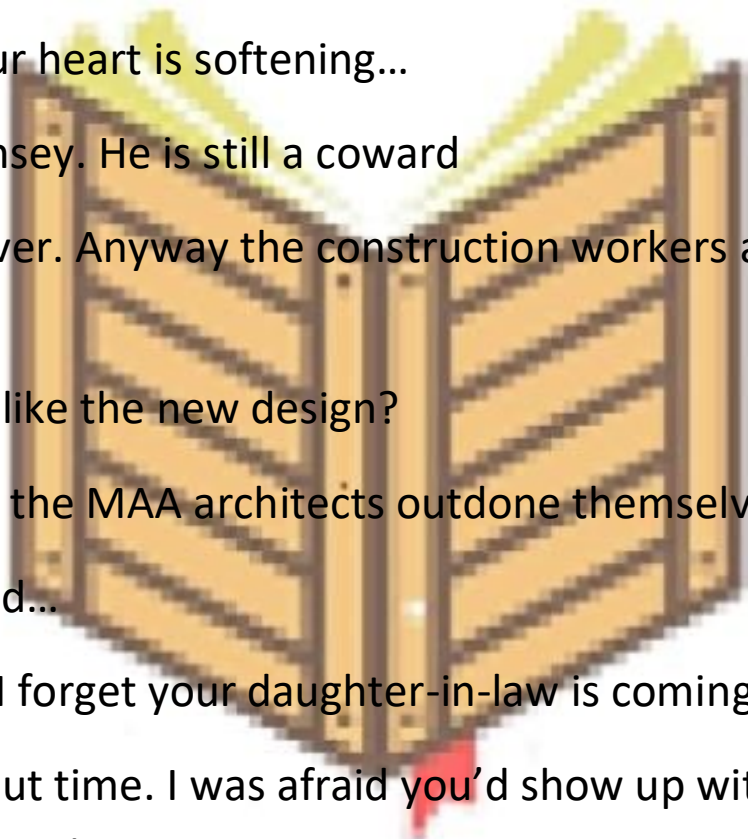 ur heart is softening…
nsey. He is still a coward
ver. Anyway the construction workers a
like the new design?
the MAA architects outdone themselv
d…
I forget your daughter-in-law is coming
ut time. I was afraid you’d show up wit